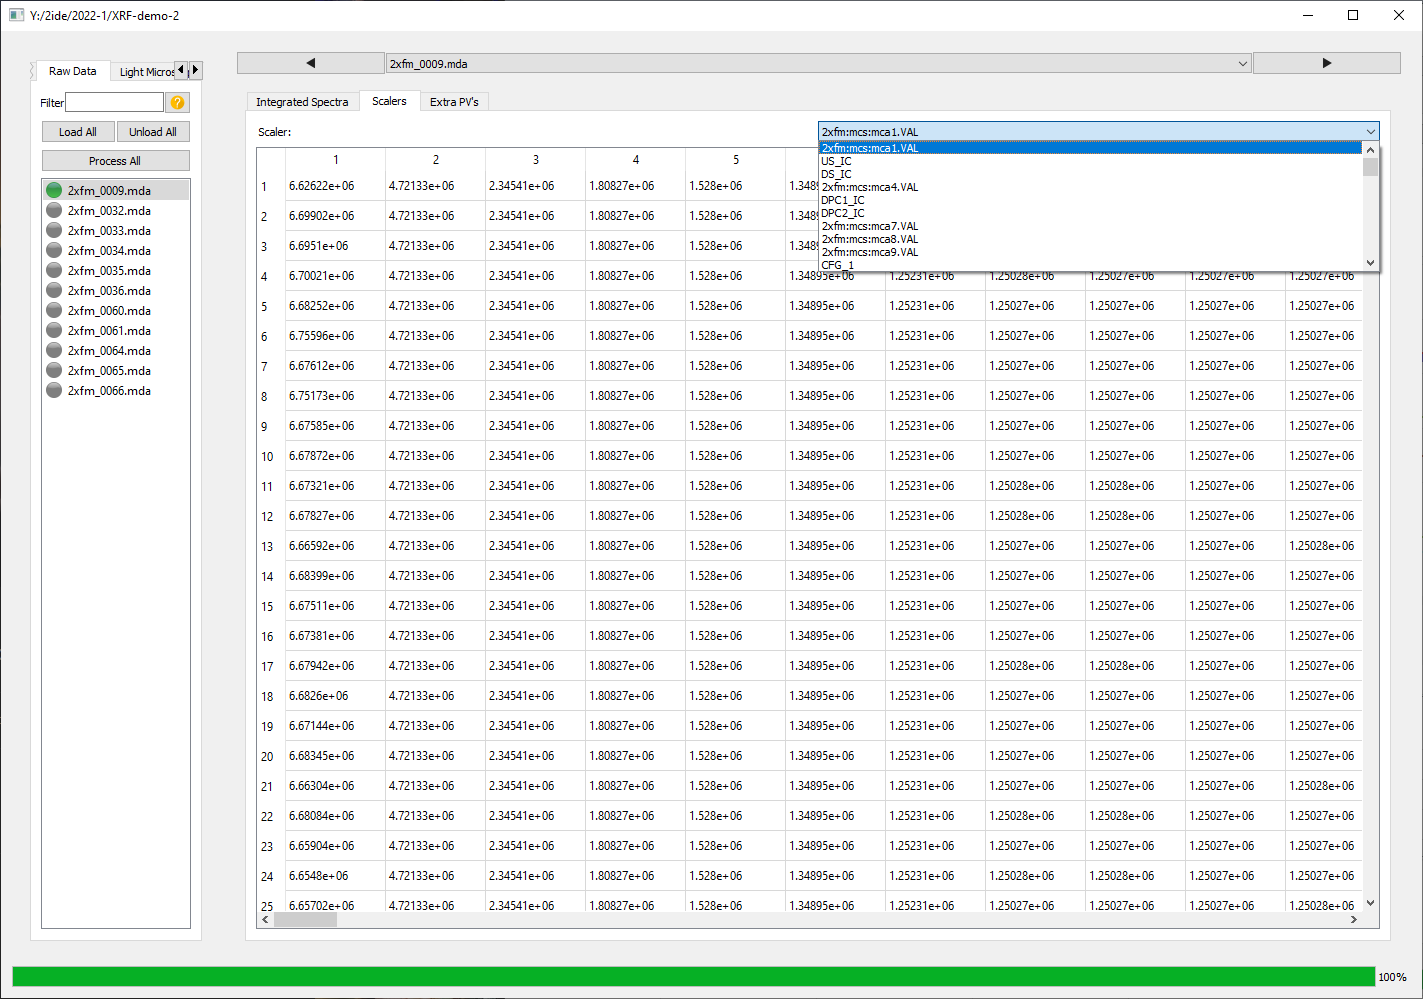 Y:/2ide/2022-1/XRF-demo-2
Raw Data
Light Micros
Filter
?
Load All
Unload All
Process All
2xfm_0009.mda
2xfm_0032.mda
2xfm_0033.mda
2xfm_0034.mda
2xfm_0035.mda
2xfm_0036.mda
2xfm_0060.mda
2xfm_0061.mda
2xfm_0064.mda
2xfm_0065.mda
2xfm_0066.mda
2xfm_0009.mda
Integrated Spectra
Scalers
Extra PV's
Scaler:
2xfm:mcs:mca1.VAL
2xfm:mcs:mca1.VAL
US_IC
DS_IC
2xfm:mcs:mca4.VAL
DPC1_IC
DPC2_IC
2xfm:mcs:mca7.VAL
2xfm:mcs:mca8.VAL
2xfm:mcs:mca9.VAL
CFG_1
1 2 3 4 5
1 6.62622e+06 4.72133e+06 2.34541e+06 1.80827e+06 1.528e+06 1.3489
2 6.69902e+06 4.72133e+06 2.34541e+06 1.80827e+06 1.528e+06 1.3489
3 6.6951e+06 4.72133e+06 2.34541e+06 1.80827e+06 1.528e+06 1.3489
4 6.70021e+06 4.72133e+06 2.34541e+06 1.80827e+06 1.528e+06 1.34895e+06 1.25231e+06 1.25028e+06 1.25027e+06 1.25027e+06 1.25027e+06
5 6.68252e+06 4.72133e+06 2.34541e+06 1.80827e+06 1.528e+06 1.34895e+06 1.25231e+06 1.25027e+06 1.25027e+06 1.25027e+06 1.25027e+06
6 6.75596e+06 4.72133e+06 2.34541e+06 1.80827e+06 1.528e+06 1.34895e+06 1.25231e+06 1.25027e+06 1.25027e+06 1.25027e+06 1.25027e+06
7 6.67612e+06 4.72133e+06 2.34541e+06 1.80827e+06 1.528e+06 1.34895e+06 1.25231e+06 1.25027e+06 1.25027e+06 1.25027e+06 1.25027e+06
8 6.75173e+06 4.72133e+06 2.34541e+06 1.80827e+06 1.528e+06 1.34895e+06 1.25231e+06 1.25027e+06 1.25027e+06 1.25027e+06 1.25027e+06
9 6.67585e+06 4.72133e+06 2.34541e+06 1.80827e+06 1.528e+06 1.34895e+06 1.25231e+06 1.25027e+06 1.25027e+06 1.25027e+06 1.25027e+06
10 6.67872e+06 4.72133e+06 2.34541e+06 1.80827e+06 1.528e+06 1.34895e+06 1.25231e+06 1.25027e+06 1.25027e+06 1.25027e+06 1.25027e+06
11 6.67321e+06 4.72133e+06 2.34541e+06 1.80827e+06 1.528e+06 1.34895e+06 1.25231e+06 1.25028e+06 1.25028e+06 1.25027e+06 1.25027e+06
12 6.67827e+06 4.72133e+06 2.34541e+06 1.80827e+06 1.528e+06 1.34895e+06 1.25231e+06 1.25028e+06 1.25028e+06 1.25027e+06 1.25027e+06
13 6.66592e+06 4.72133e+06 2.34541e+06 1.80827e+06 1.528e+06 1.34895e+06 1.25231e+06 1.25027e+06 1.25027e+06 1.25027e+06 1.25028e+06
14 6.68399e+06 4.72133e+06 2.34541e+06 1.80827e+06 1.528e+06 1.34895e+06 1.25231e+06 1.25027e+06 1.25027e+06 1.25027e+06 1.25027e+06
15 6.67511e+06 4.72133e+06 2.34541e+06 1.80827e+06 1.528e+06 1.34895e+06 1.25231e+06 1.25027e+06 1.25027e+06 1.25027e+06 1.25027e+06
16 6.67381e+06 4.72133e+06 2.34541e+06 1.80827e+06 1.528e+06 1.34895e+06 1.25231e+06 1.25027e+06 1.25027e+06 1.25027e+06 1.25027e+06
17 6.67942e+06 4.72133e+06 2.34541e+06 1.80827e+06 1.528e+06 1.34895e+06 1.25231e+06 1.25028e+06 1.25028e+06 1.25027e+06 1.25027e+06
18 6.6826e+06 4.72133e+06 2.34541e+06 1.80827e+06 1.528e+06 1.34895e+06 1.25231e+06 1.25027e+06 1.25027e+06 1.25027e+06 1.25027e+06
19 6.67144e+06 4.72133e+06 2.34541e+06 1.80827e+06 1.528e+06 1.34895e+06 1.25231e+06 1.25027e+06 1.25027e+06 1.25027e+06 1.25027e+06
20 6.68345e+06 4.72133e+06 2.34541e+06 1.80827e+06 1.528e+06 1.34895e+06 1.25231e+06 1.25027e+06 1.25027e+06 1.25027e+06 1.25027e+06
21 6.66304e+06 4.72133e+06 2.34541e+06 1.80827e+06 1.528e+06 1.34895e+06 1.25231e+06 1.25027e+06 1.25027e+06 1.25027e+06 1.25028e+06
22 6.68084e+06 4.72133e+06 2.34541e+06 1.80827e+06 1.528e+06 1.34895e+06 1.25231e+06 1.25028e+06 1.25028e+06 1.25027e+06 1.25027e+06
23 6.65904e+06 4.72133e+06 2.34541e+06 1.80827e+06 1.528e+06 1.34895e+06 1.25231e+06 1.25027e+06 1.25027e+06 1.25027e+06 1.25027e+06
24 6.6548e+06 4.72133e+06 2.34541e+06 1.80827e+06 1.528e+06 1.34895e+06 1.25231e+06 1.25027e+06 1.25027e+06 1.25027e+06 1.25027e+06
25 6.65702e+06 4.72133e+06 2.34541e+06 1.80827e+06 1.528e+06 1.34895e+06 1.25231e+06 1.25027e+06 1.25027e+06 1.25027e+06 1.25028e+06
100%